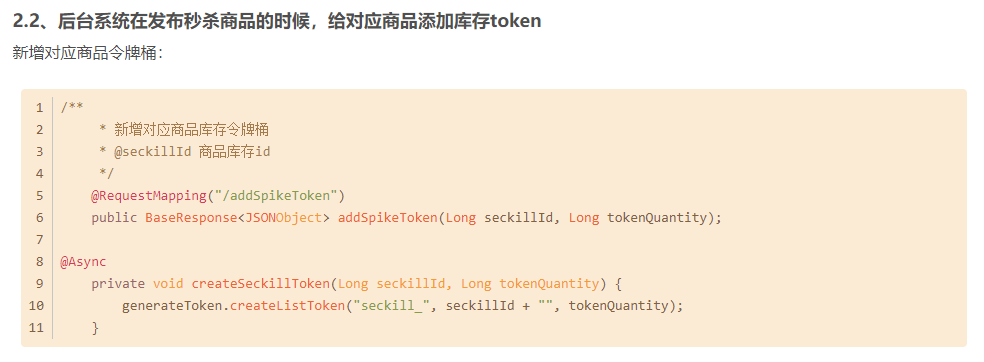 2.2、后台系统在发布秒杀商品的时候，给对应商品添加库存token
新增对应商品令牌桶：
1 /**
2      * 新增对应商品库存令牌桶
3      * @seckillId 商品库存id
4      */
5     @RequestMapping("/addSpikeToken")
6     public BaseResponse<JSONObject> addSpikeToken(Long seckillId, Long tokenQuantity);
7
8 @Async
9     private void createSeckillToken(Long seckillId, Long tokenQuantity) {
10         generateToken.createListToken("seckill_", seckillId + "", tokenQuantity);
11     }